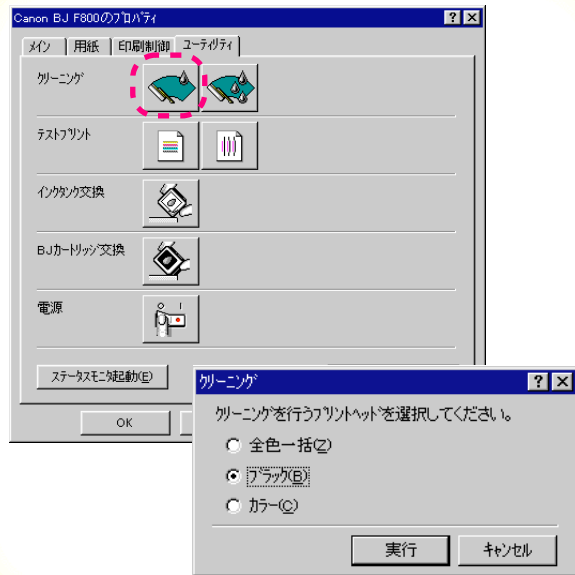 Canon BJ F800のﾌﾟﾛﾊﾟﾃｨ
ﾒｲﾝ 用紙 印刷制御 ﾕｰﾃｨﾘﾃｨ
ｸﾘｰﾆﾝｸﾞ
ﾃｽﾄﾌﾟﾘﾝﾄ
ｲﾝｸﾀﾝｸ交換
BJｶｰﾄﾘｯｼﾞ交換
電源
ｽﾃｰﾀｽﾓﾆﾀ起動(E)
OK
ｸﾘｰﾆﾝｸﾞ
ｸﾘｰﾆﾝｸﾞを行うﾌﾟﾘﾝﾄﾍｯﾄﾞを選択してください。
全色一括(Z)
ﾌﾞﾗｯｸ(B)
ｶﾗｰ(C)
実行 ｷｬﾝｾﾙ